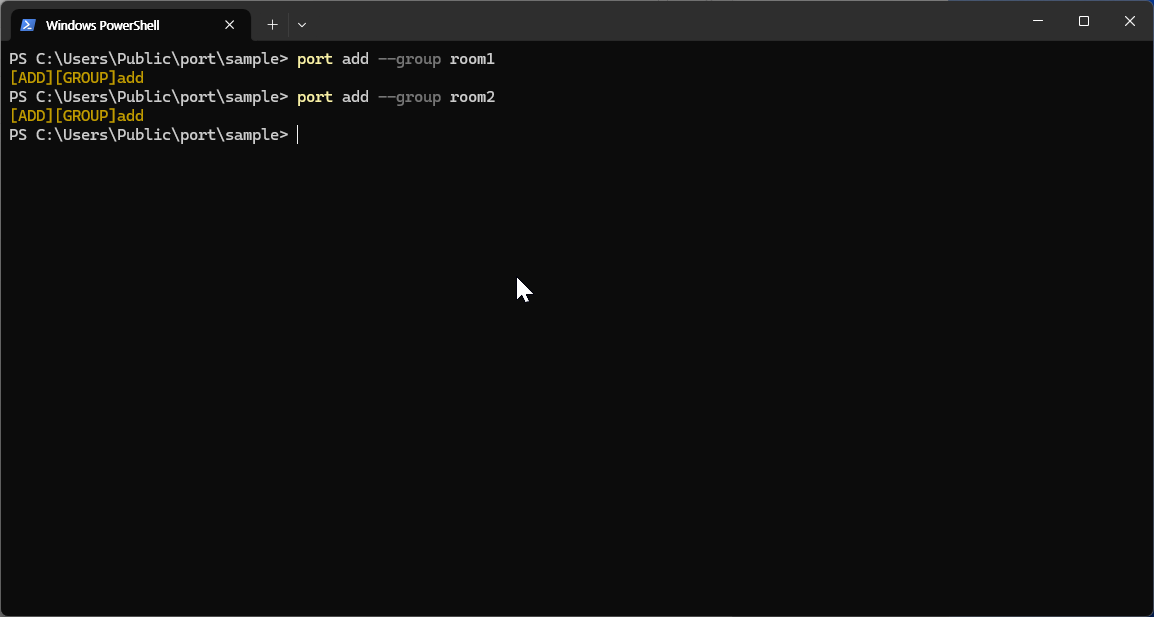 Windows PowerShell
PS C:\Users\Public\port\sample> port add --group room1
[ADD][GROUP]add
PS C:\Users\Public\port\sample> port add --group room2
[ADD][GROUP]add
PS C:\Users\Public\port\sample>